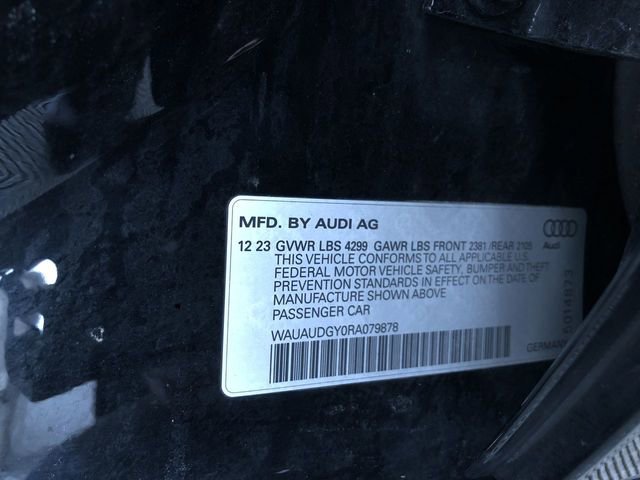 MFD. BY AUDI AG
12 23 GVWR LBS 4299 GAWR LBS FRONT 2381 /REAR 2105
Audi
THIS VEHICLE CONFORMS TO ALL APPLICABLE U.S.
FEDERAL MOTOR VEHICLE SAFETY, BUMPER AND THEFT
PREVENTION STANDARDS IN EFFECT ON THE DATE OF
MANUFACTURE SHOWN ABOVE
PASSENGER CAR
WAUAUDGY0RA079878
GERMANY
5014873